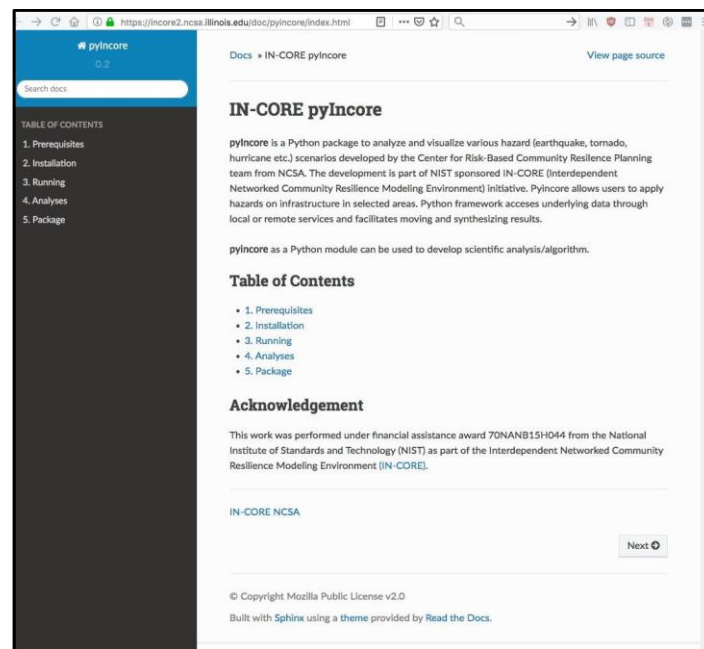 https://incore2.ncsa.illinois.edu/doc/pyincore/index.html
pyIncore
0.2
Search docs
TABLE OF CONTENTS
1. Prerequisites
2. Installation
3. Running
4. Analyses
5. Package
Docs » IN-CORE pyIncore
View page source
IN-CORE pyIncore
pyIncore is a Python package to analyze and visualize various hazard (earthquake, tornado,
hurricane etc.) scenarios developed by the Center for Risk-Based Community Resilence Planning
team from NCSA. The development is part of NIST sponsored IN-CORE (Interdependent
Networked Community Resilience Modeling Environment) initiative. Pyincore allows users to apply
hazards on infrastructure in selected areas. Python framework acceses underlying data through
local or remote services and facilitates moving and synthesizing results.
pyIncore as a Python module can be used to develop scientific analysis/algorithm.
Table of Contents
• 1. Prerequisites
• 2. Installation
• 3. Running
• 4. Analyses
• 5. Package
Acknowledgement
This work was performed under financial assistance award 70NANB15H044 from the National
Institute of Standards and Technology (NIST) as part of the Interdependent Networked Community
Resilience Modeling Environment (IN-CORE).
IN-CORE NCSA
Next
© Copyright Mozilla Public License v2.0
Built with Sphinx using a theme provided by Read the Docs.